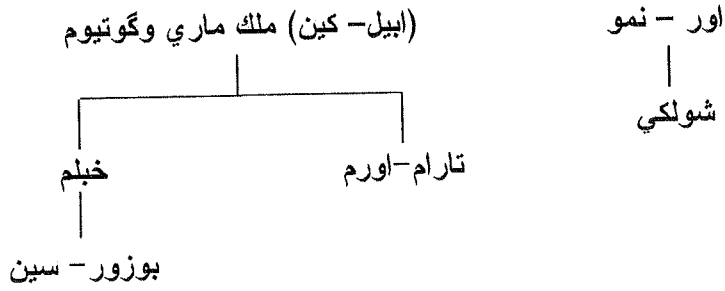 اور – نمو
(ابيل- كين) ملك ماري وگوتيوم
شولكي
تارام-اورم
خبلم
بوزور- سين